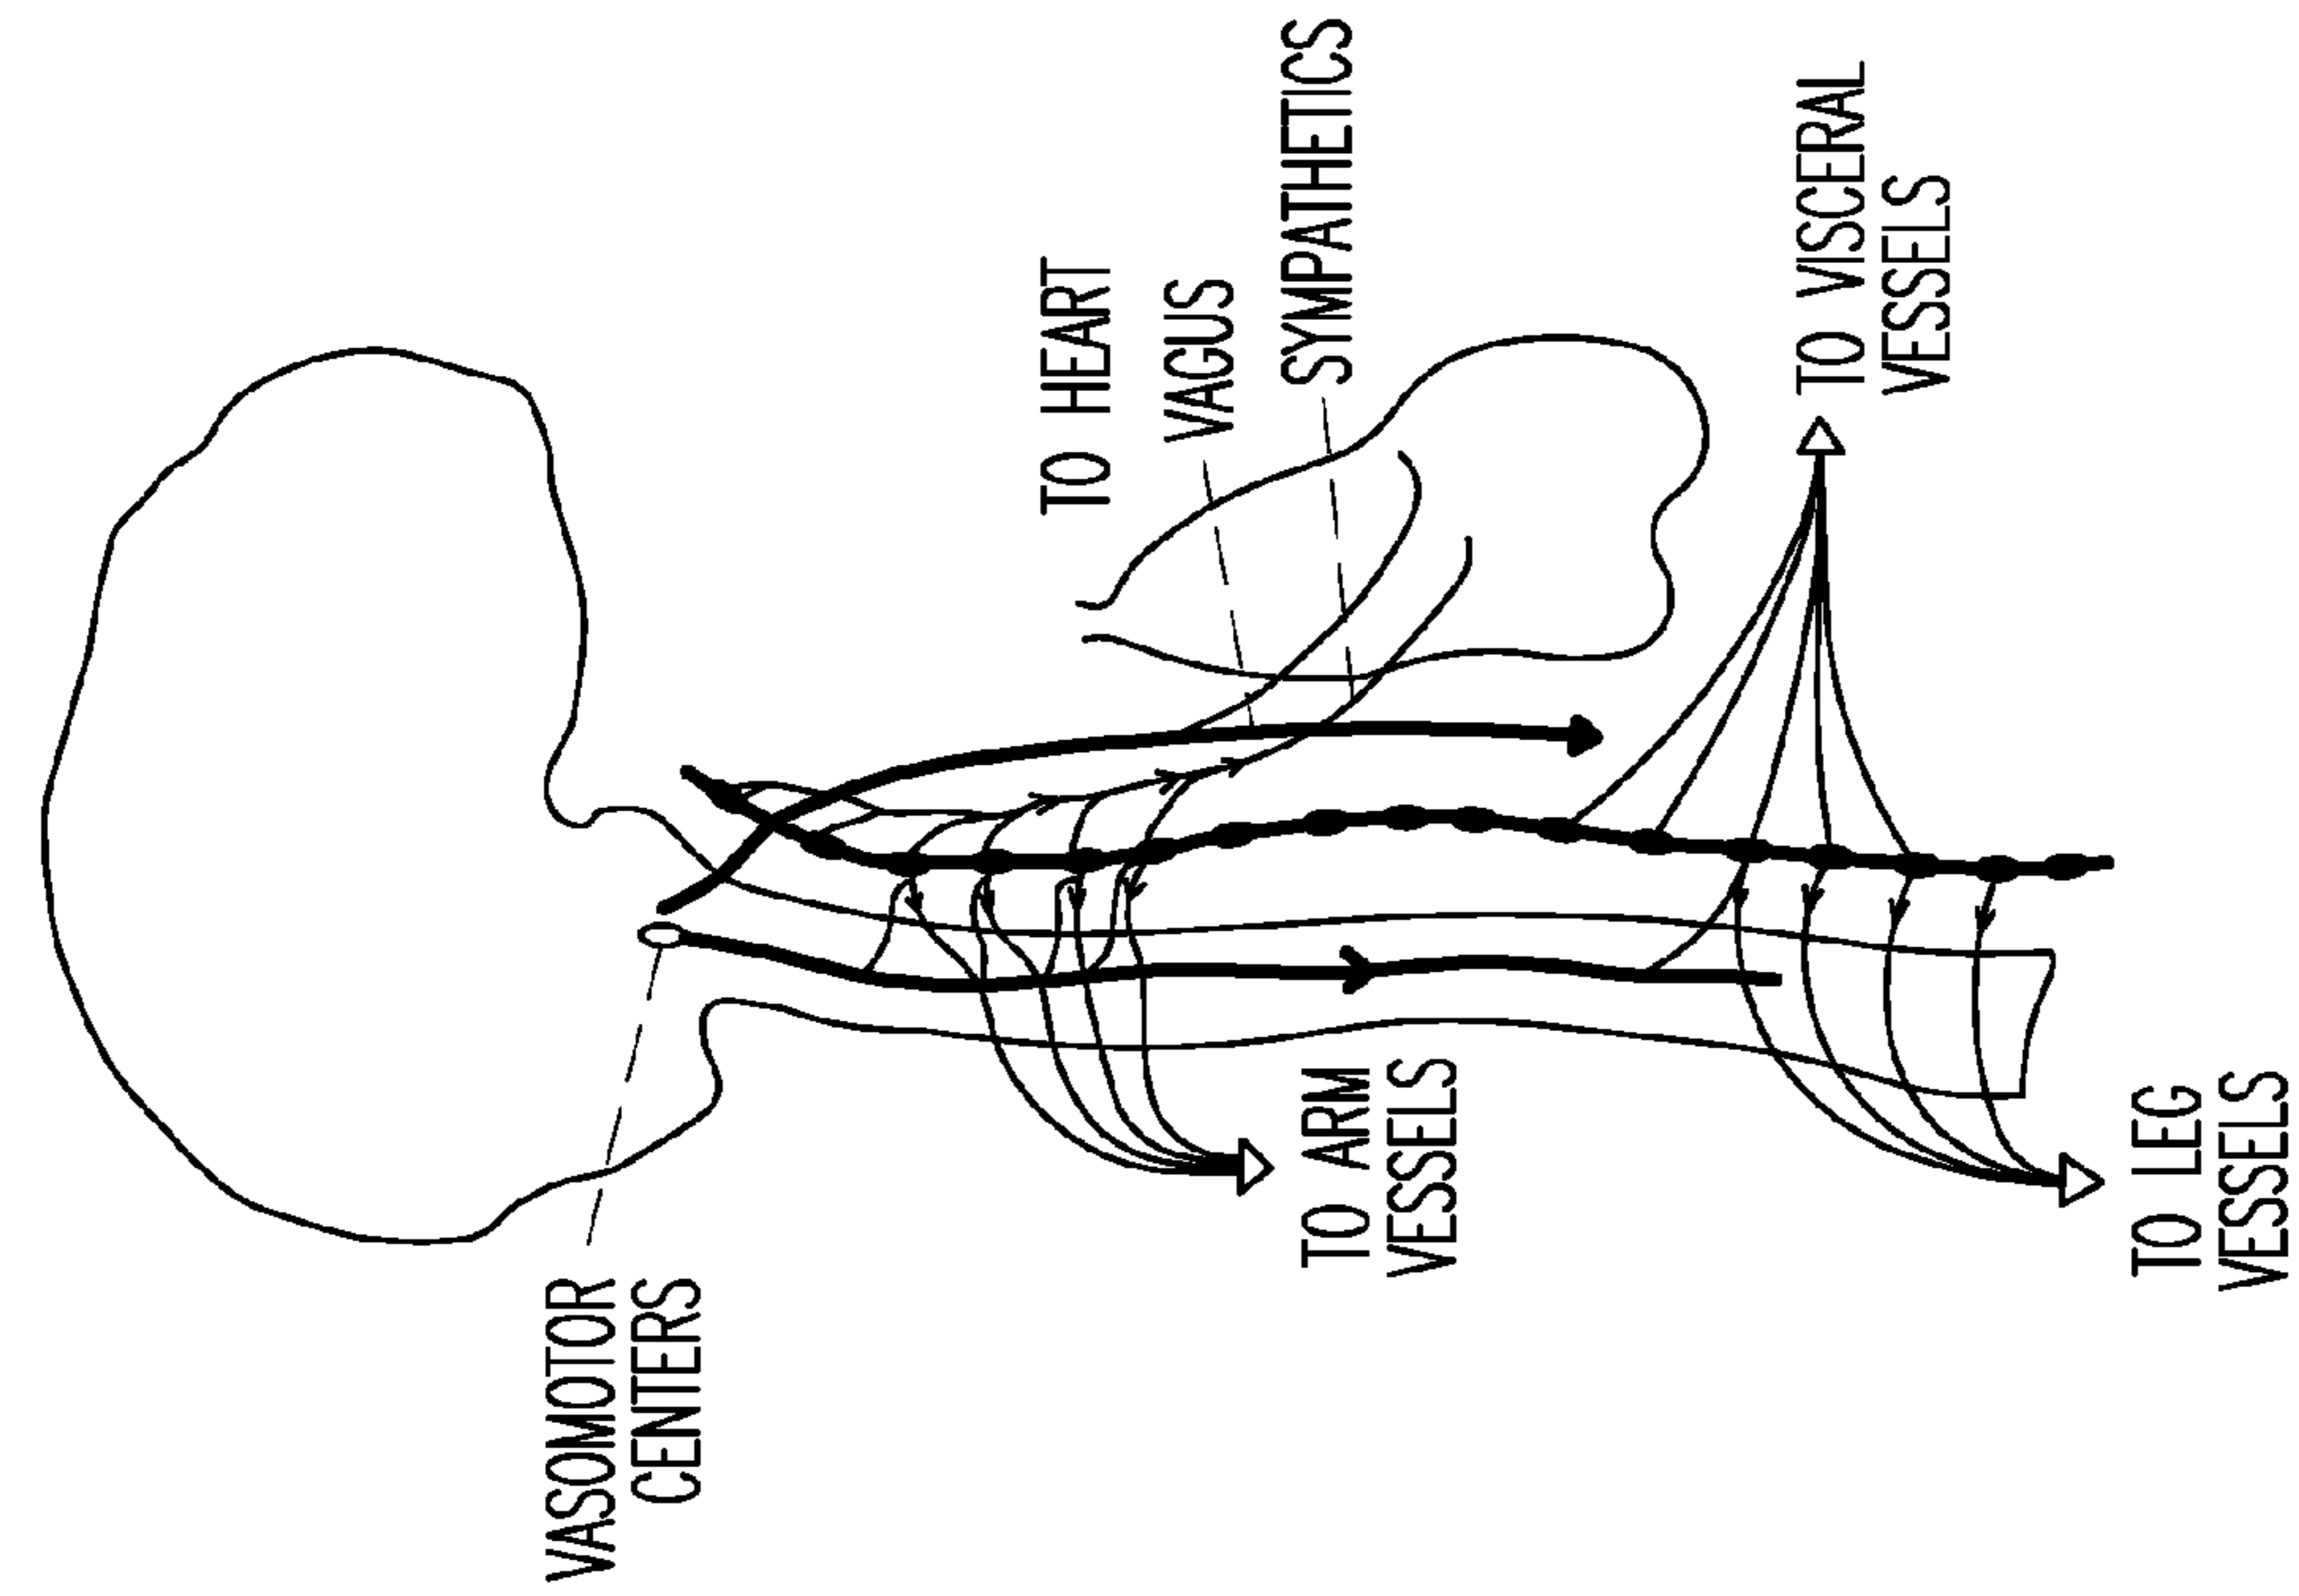 VASOMOTOR
CENTERS
TO HEART
VAGUS
SYMPATHETICS
TO ARM
VESSELS
TO VISCERAL
VESSELS
TO LEG
VESSELS